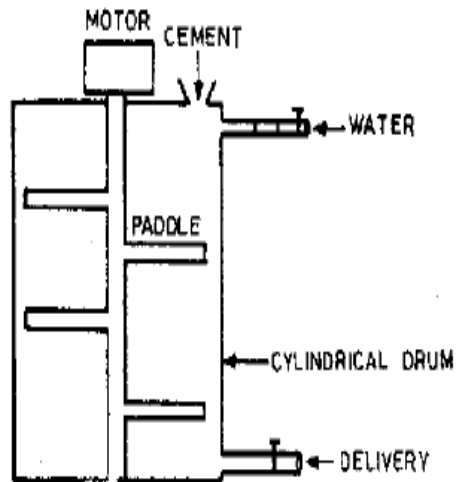 MOTOR
CEMENT
WATER
PADDLE
CYLINDRICAL DRUM
DELIVERY